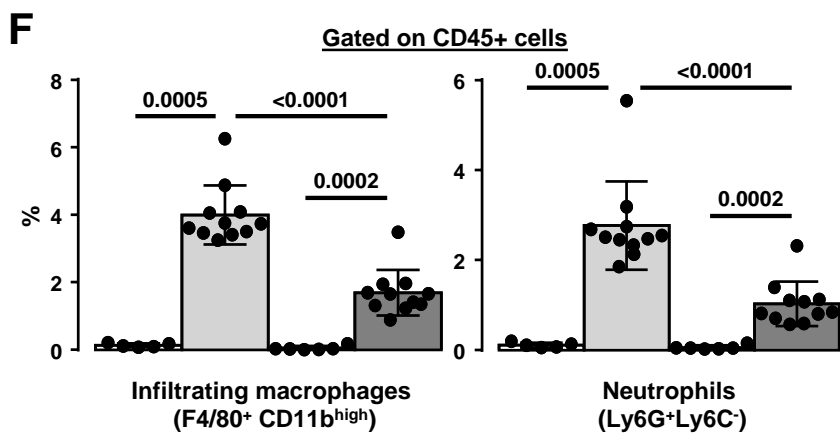 F
Gated on CD45+ cells
0.0005 <0.0001
0.0002
8
6
4
2
0
%
Infiltrating macrophages
(F4/80⁺ CD11bʰⁱᵍʰ)
0.0005 <0.0001
0.0002
6
4
2
0
Neutrophils
(Ly6G⁺Ly6C⁻)